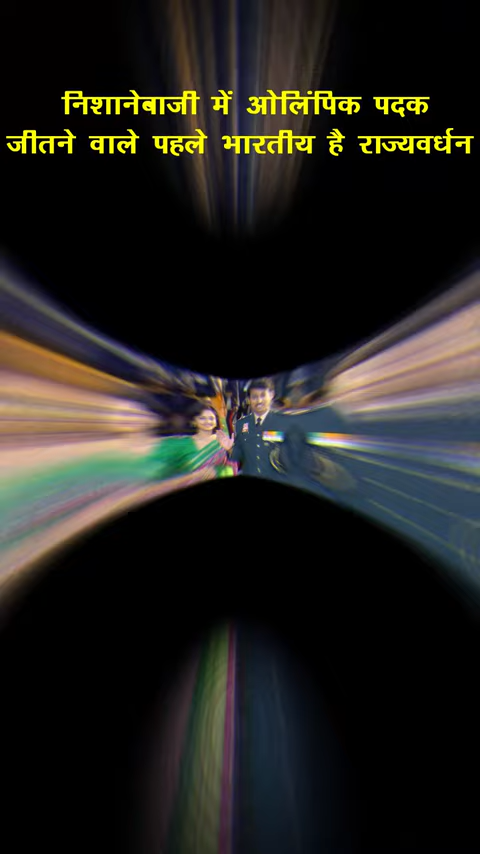 निशानेबाजी में ओलिंपिक पदक
जीतने वाले पहले भारतीय है राज्यवर्धन